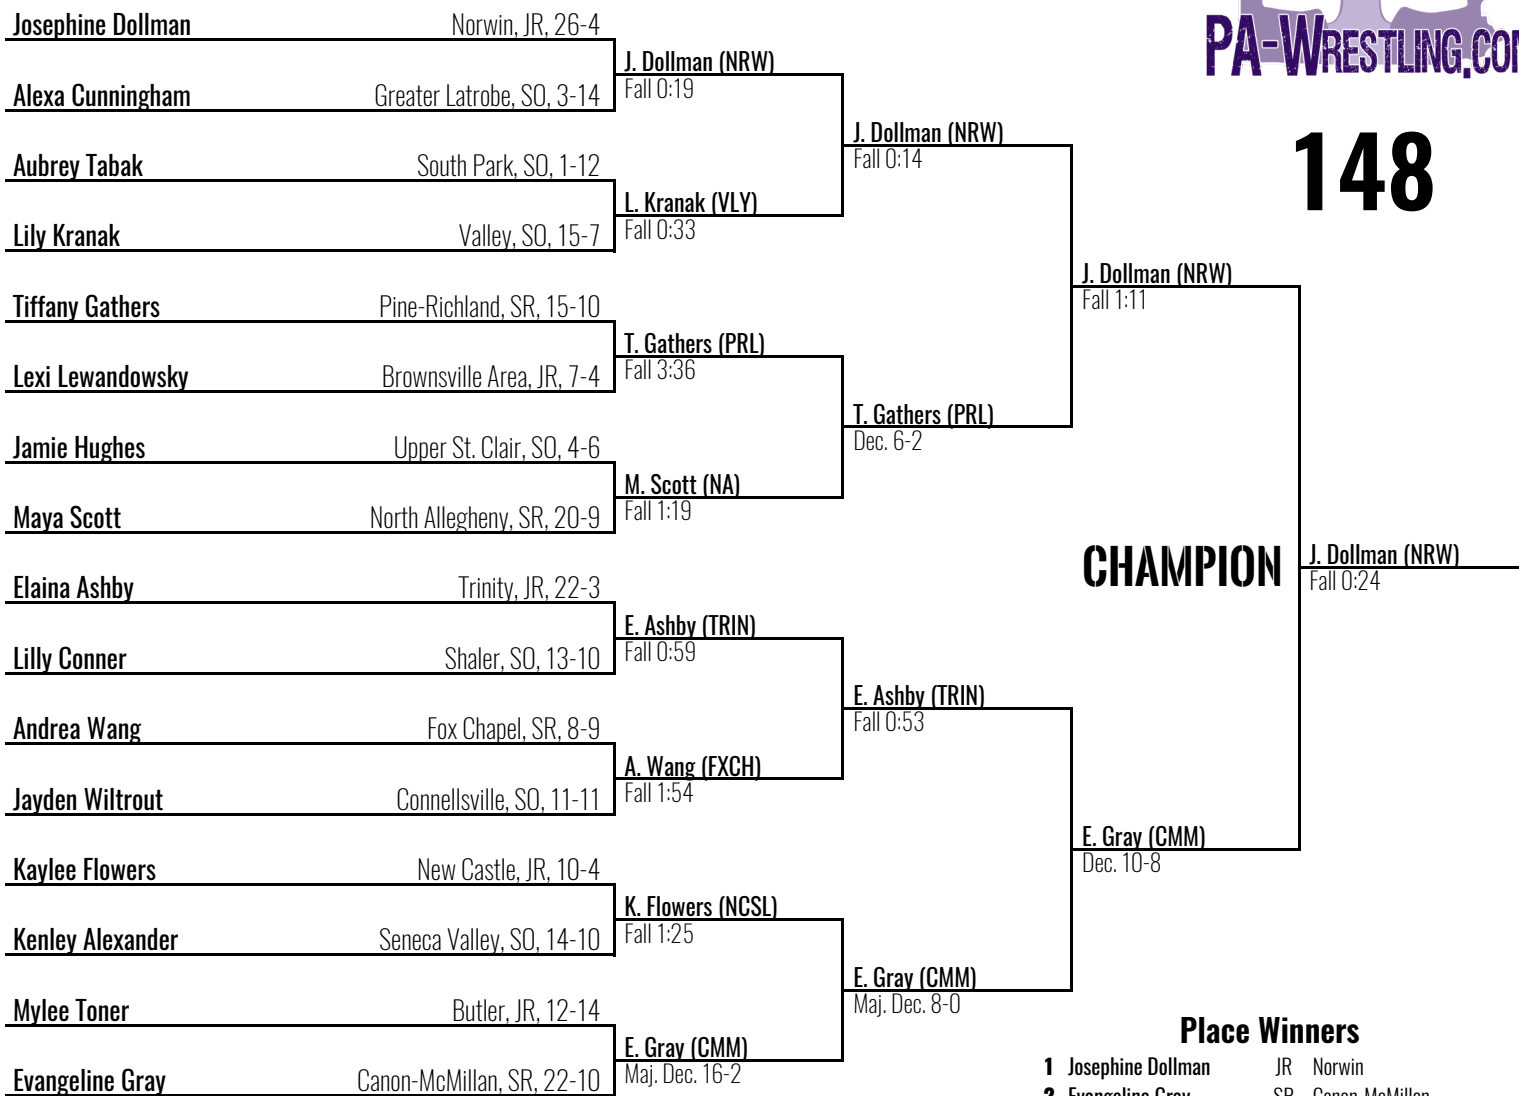 Josephine Dollman Norwin, JR, 26-4
Alexa Cunningham Greater Latrobe, SO, 3-14
Aubrey Tabak South Park, SO, 1-12
Lily Kranak Valley, SO, 15-7
Tiffany Gathers Pine-Richland, SR, 15-10
Lexi Lewandowsky Brownsville Area, JR, 7-4
Jamie Hughes Upper St. Clair, SO, 4-6
Maya Scott North Allegheny, SR, 20-9
Elaina Ashby Trinity, JR, 22-3
Lilly Conner Shaler, SO, 13-10
Andrea Wang Fox Chapel, SR, 8-9
Jayden Wiltrout Connellsville, SO, 11-11
Kaylee Flowers New Castle, JR, 10-4
Kenley Alexander Seneca Valley, SO, 14-10
Mylee Toner Butler, JR, 12-14
Evangeline Gray Canon-McMillan, SR, 22-10
J. Dollman (NRW)
Fall 0:19
L. Kranak (VLY)
Fall 0:33
T. Gathers (PRL)
Fall 3:36
M. Scott (NA)
Fall 1:19
E. Ashby (TRIN)
Fall 0:59
A. Wang (FXCH)
Fall 1:54
K. Flowers (NCSL)
Fall 1:25
E. Gray (CMM)
Maj. Dec. 16-2
J. Dollman (NRW)
Fall 0:14
T. Gathers (PRL)
Dec. 6-2
E. Ashby (TRIN)
Fall 0:53
E. Gray (CMM)
Maj. Dec. 8-0
J. Dollman (NRW)
Fall 1:11
E. Gray (CMM)
Dec. 10-8
CHAMPION
J. Dollman (NRW)
Fall 0:24
PA-WRESTLING.COM
148
Place Winners
1 Josephine Dollman JR Norwin
2 Evangeline Gray SR Canon-McMillan